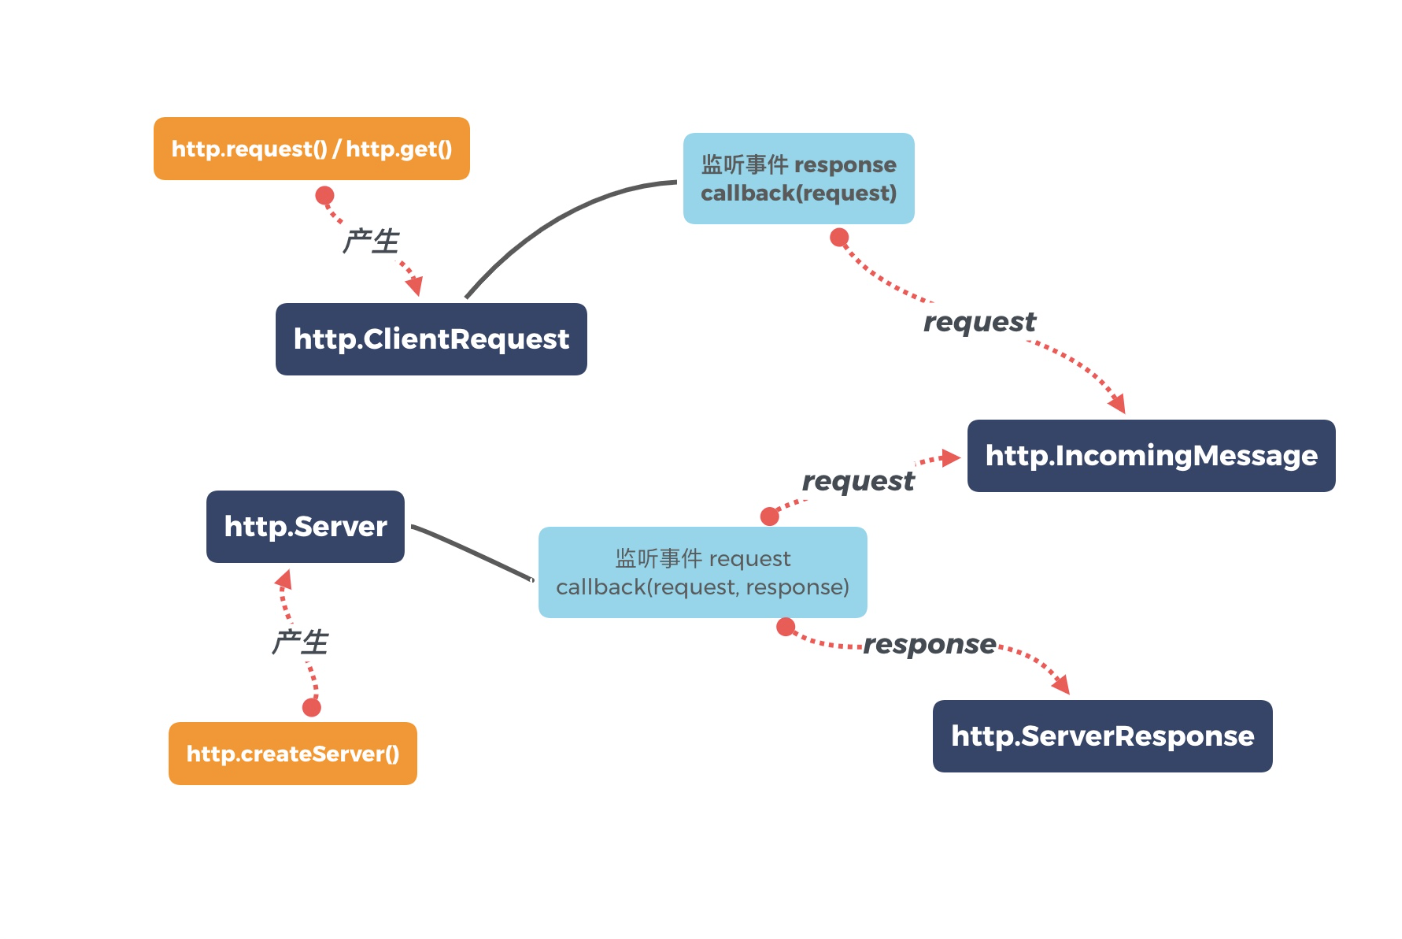 http.request() / http.get()
监听事件 response
callback(request)
产生
http.ClientRequest
request
http.IncomingMessage
request
http.Server
监听事件 request
callback(request, response)
产生
response
http.ServerResponse
http.createServer()